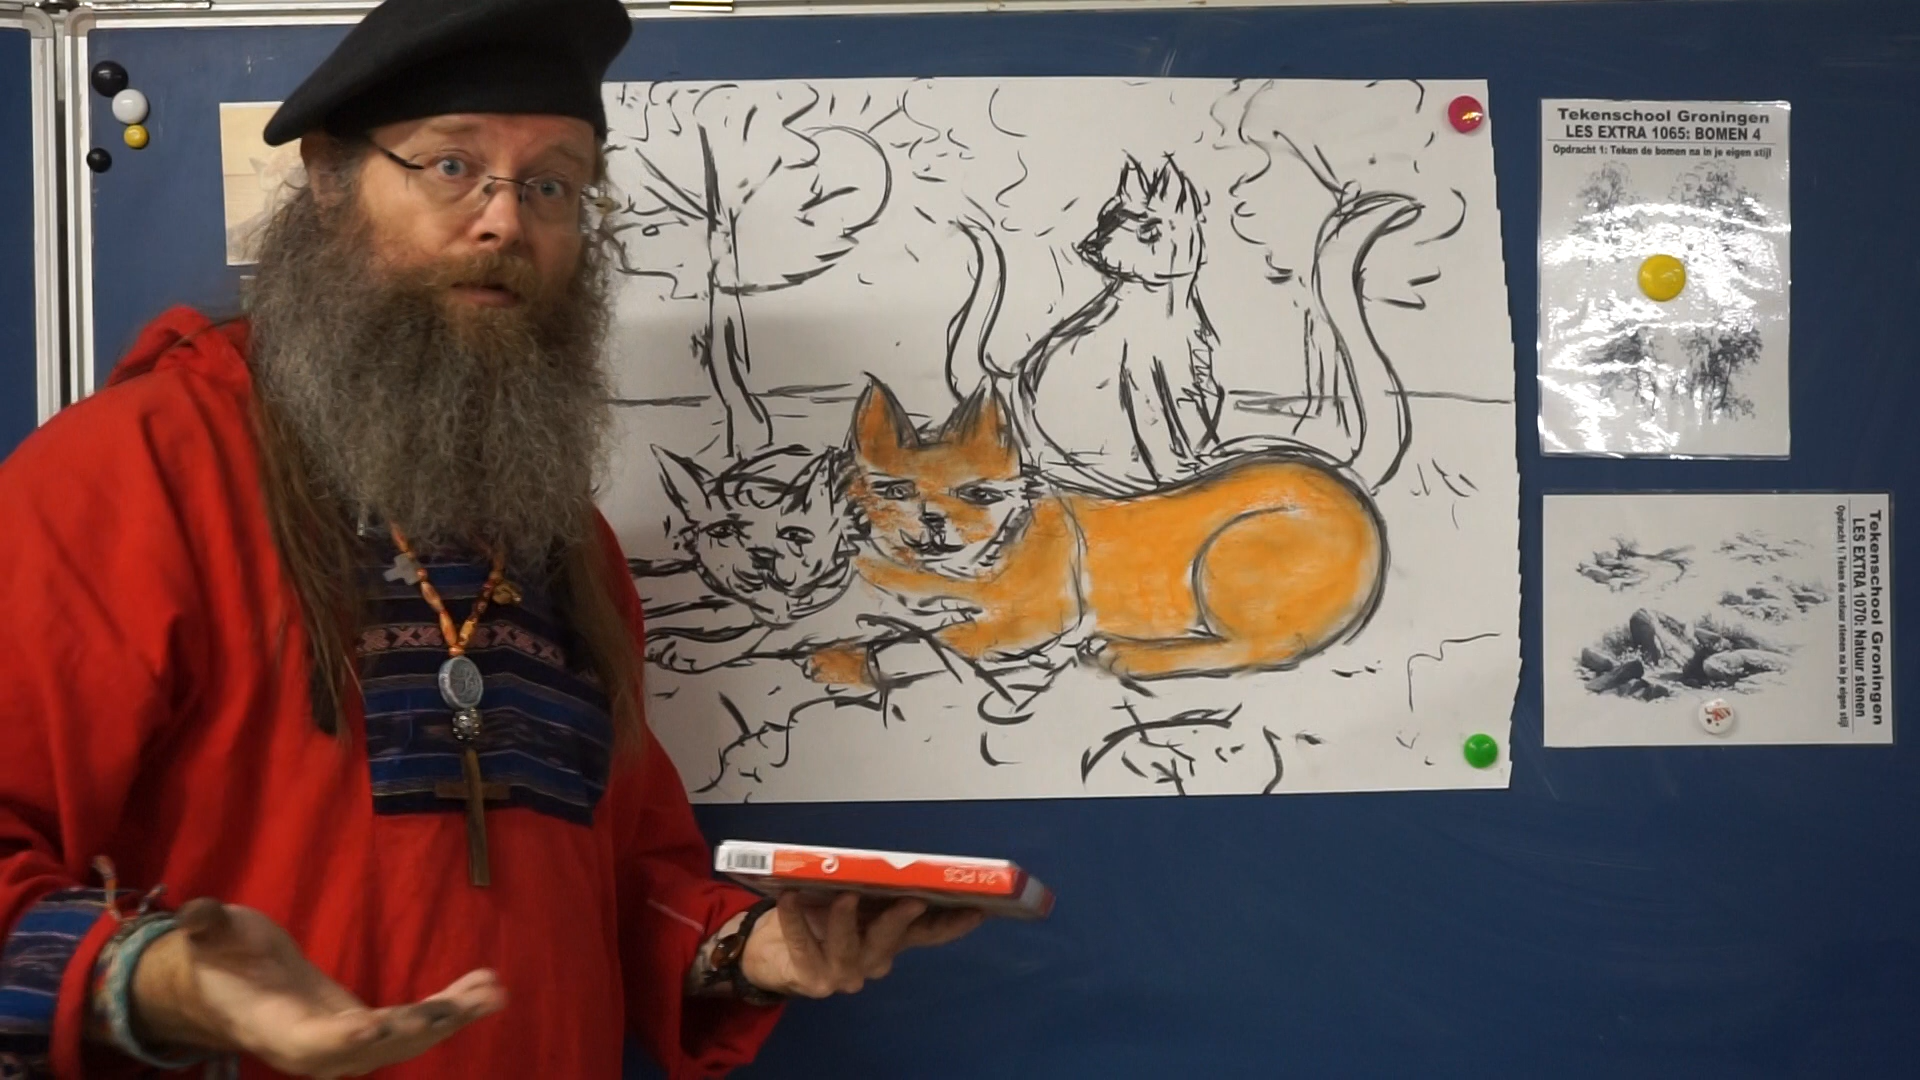 Tekenschool Groningen
LES EXTRA 1065: BOMEN 4
Opdracht 1: Teken de bomen na in je eigen stijl
Tekenschool Groningen
LES EXTRA 1070: Natuur stenen
Opdracht 1: Teken de natuur stenen na in je eigen stijl
24 PCS